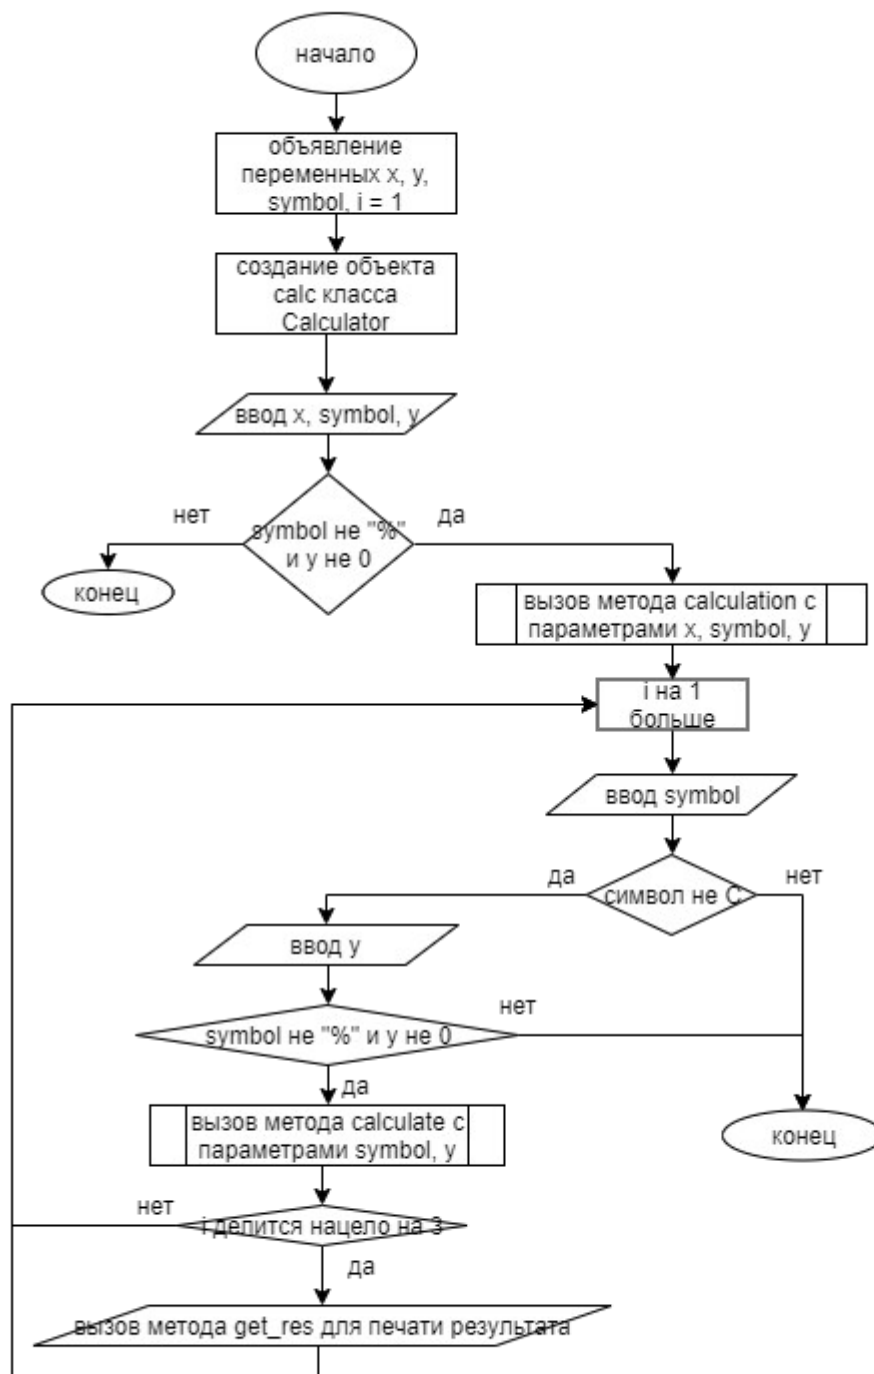 начало
объявление
переменных x, y,
symbol, i = 1
создание объекта
calc класса
Calculator
ввод x, symbol, y
нет
да
symbol не "%"
и y не 0
конец
вызов метода calculation с
параметрами x, symbol, y
i на 1
больше
ввод symbol
да
нет
символ не C
ввод y
нет
symbol не "%" и y не 0
да
вызов метода calculate с
параметрами symbol, y
конец
нет
i делится нацело на 3
да
вызов метода get_res для печати результата